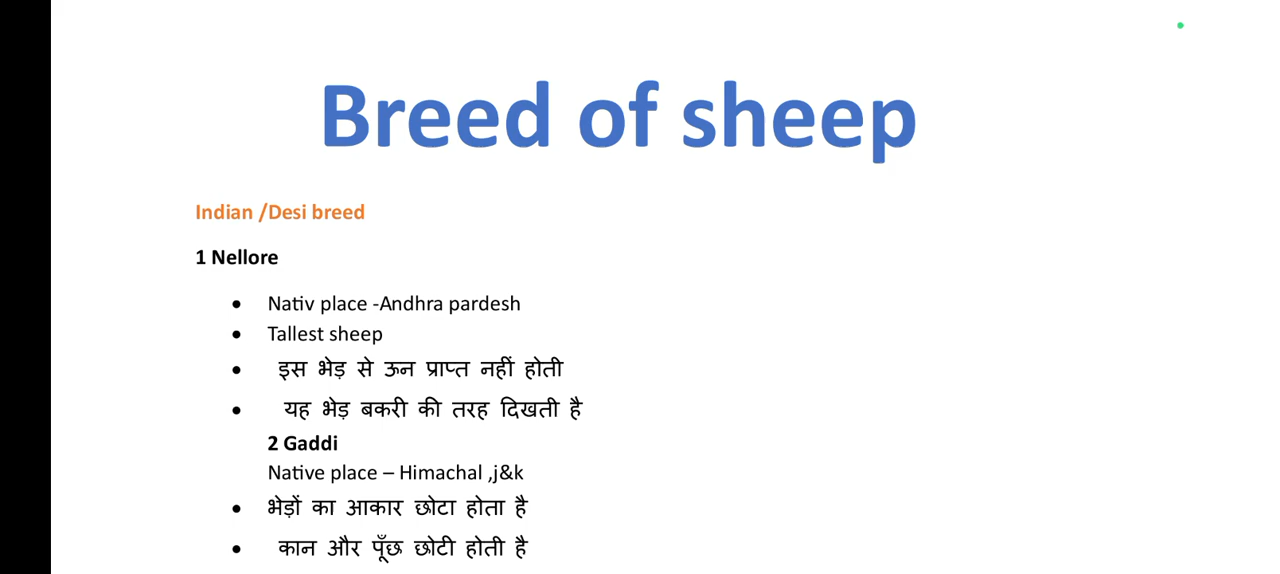 Breed of sheep
Indian /Desi breed
1 Nellore
• Nativ place -Andhra pardesh
• Tallest sheep
• इस भेड़ से ऊन प्राप्त नहीं होती
• यह भेड़ बकरी की तरह दिखती है
2 Gaddi
Native place – Himachal ,j&k
• भेड़ों का आकार छोटा होता है
• कान और पूँछ छोटी होती है